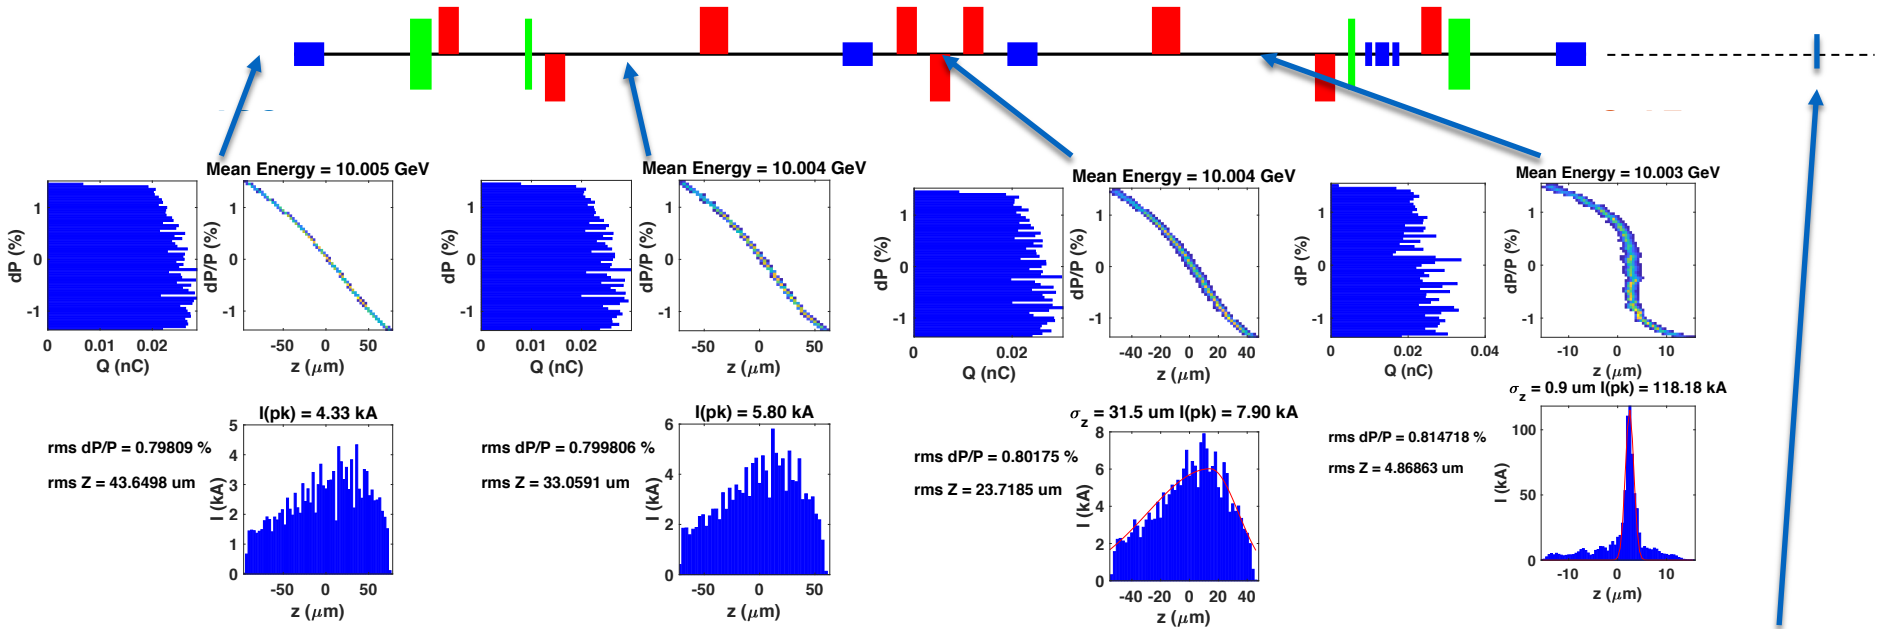 Mean Energy = 10.005 GeV
dP (%)
1
0
-1
0
0.01
0.02
Q (nC)
dP/P (%)
1
0
-1
-50
0
50
z (μm)
I(pk) = 4.33 kA
rms dP/P = 0.79809 %
rms Z = 43.6498 um
I (kA)
5
4
3
2
1
0
-50
0
50
z (μm)
Mean Energy = 10.004 GeV
dP (%)
1
0
-1
0
0.01
0.02
Q (nC)
dP/P (%)
-50
0
50
z (μm)
I(pk) = 5.80 kA
rms dP/P = 0.799806 %
rms Z = 33.0591 um
I (kA)
6
4
2
0
-50
0
50
z (μm)
Mean Energy = 10.004 GeV
dP (%)
1
0
-1
0
0.02
Q (nC)
dP/P (%)
1
0
-1
-40
-20
0
20
40
z (μm)
σz = 31.5 um I(pk) = 7.90 kA
rms dP/P = 0.80175 %
rms Z = 23.7185 um
I (kA)
8
6
4
2
0
-40
-20
0
20
40
z (μm)
Mean Energy = 10.003 GeV
dP (%)
1
0
-1
0
0.02
0.04
Q (nC)
dP/P (%)
1
0
-1
-10
0
10
z (μm)
σz = 0.9 um I(pk) = 118.18 kA
rms dP/P = 0.814718 %
rms Z = 4.86863 um
I (kA)
100
50
0
-10
0
10
z (μm)